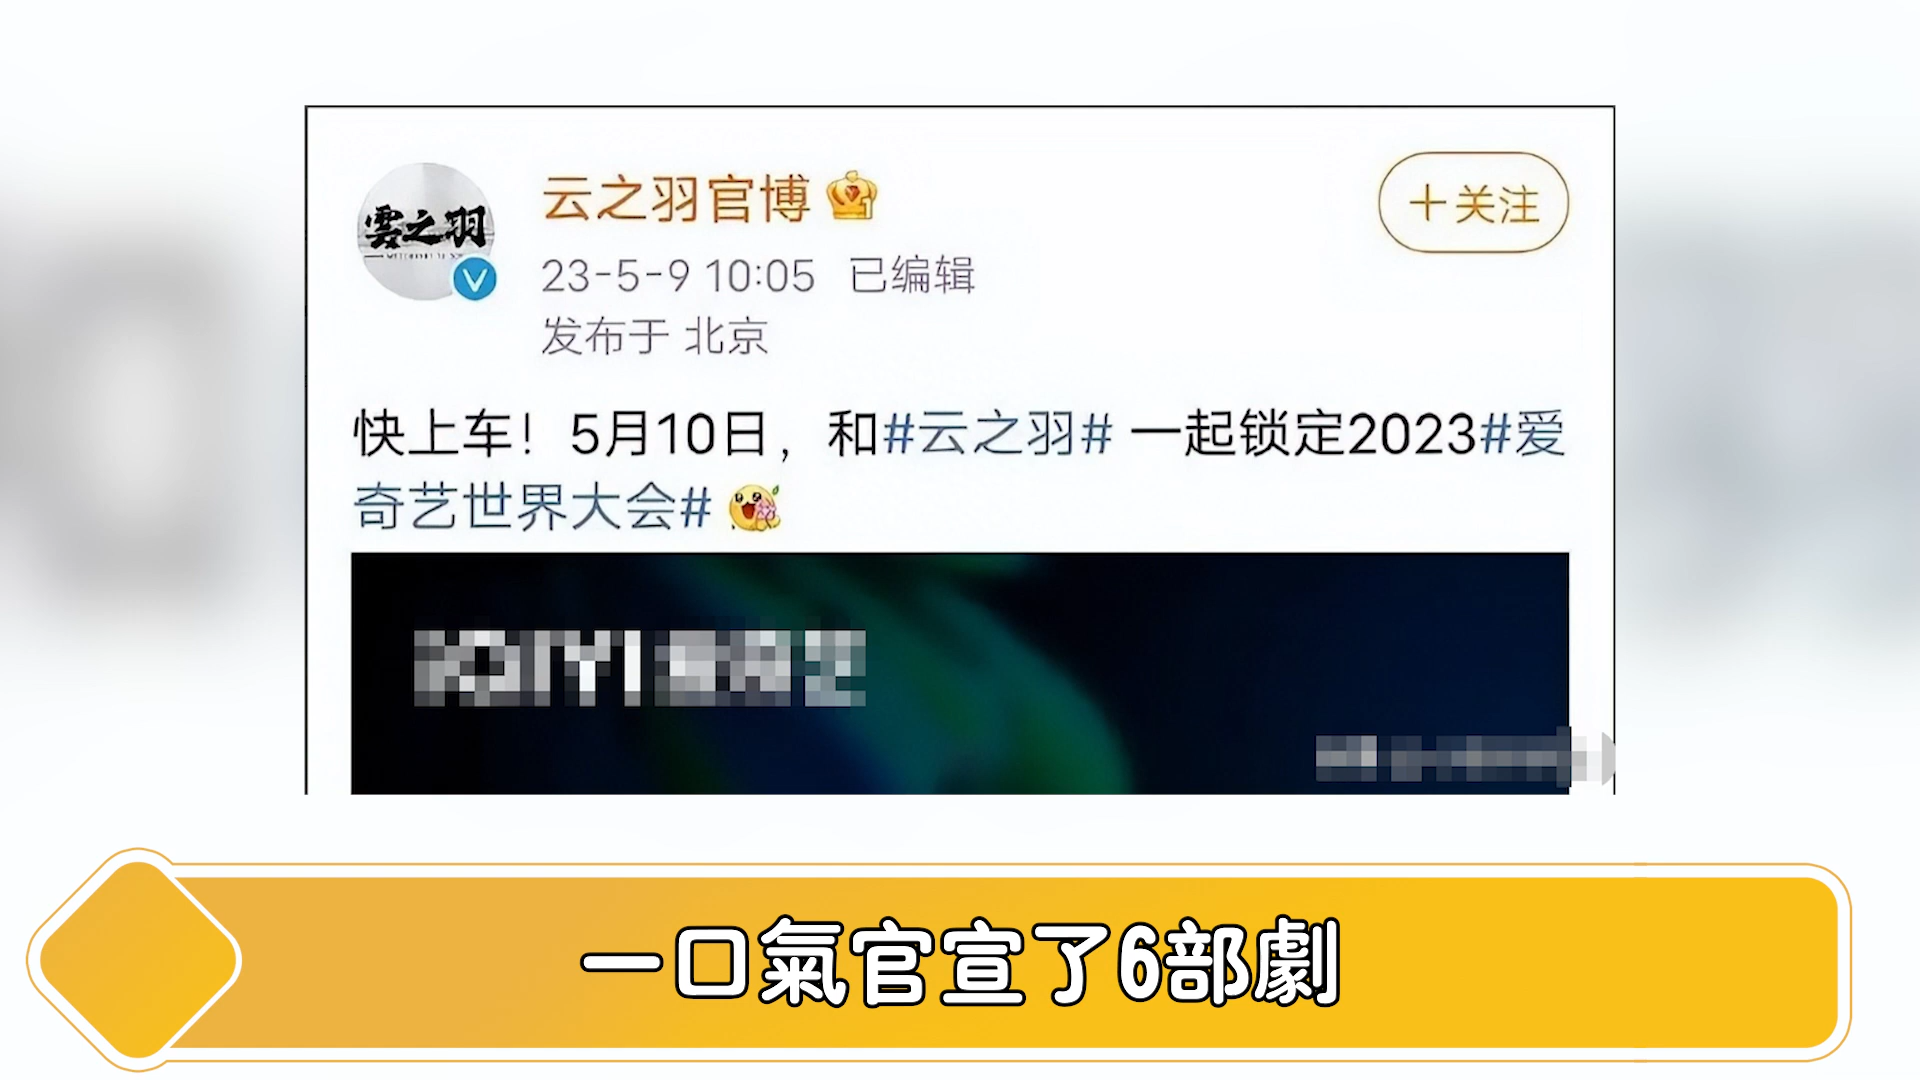 云之羽官博
十关注
雲之羽
23-5-9 10:05 已编辑
发布于 北京
快上车！5月10日，和#云之羽# 一起锁定2023#爱
奇艺世界大会#
一口氣官宣了6部劇